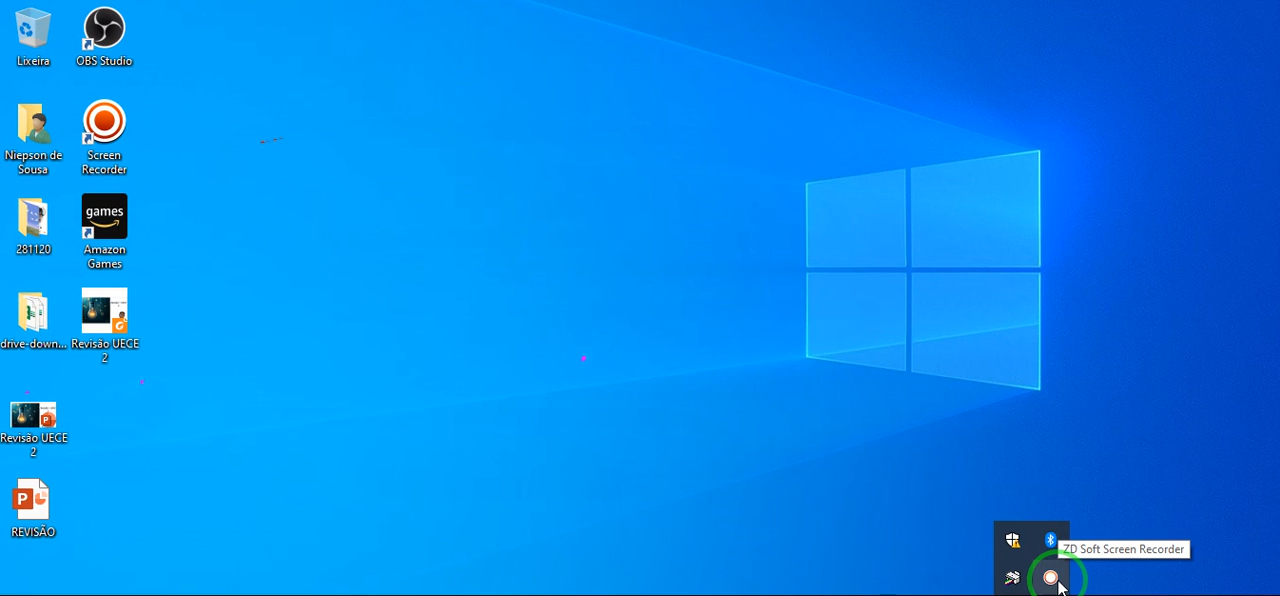 Lixeira
OBS Studio
Niepson de
Sousa
Screen
Recorder
games
281120
Amazon
Games
drive-down...
Revisão UECE
2
Revisão UECE
2
REVISÃO
ZD Soft Screen Recorder